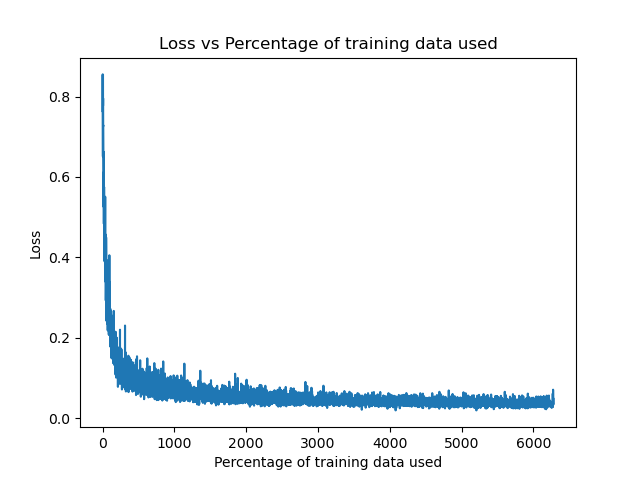 Loss vs Percentage of training data used
0.8
0.6
0.4
0.2
0.0
Loss
0 1000 2000 3000 4000 5000 6000
Percentage of training data used